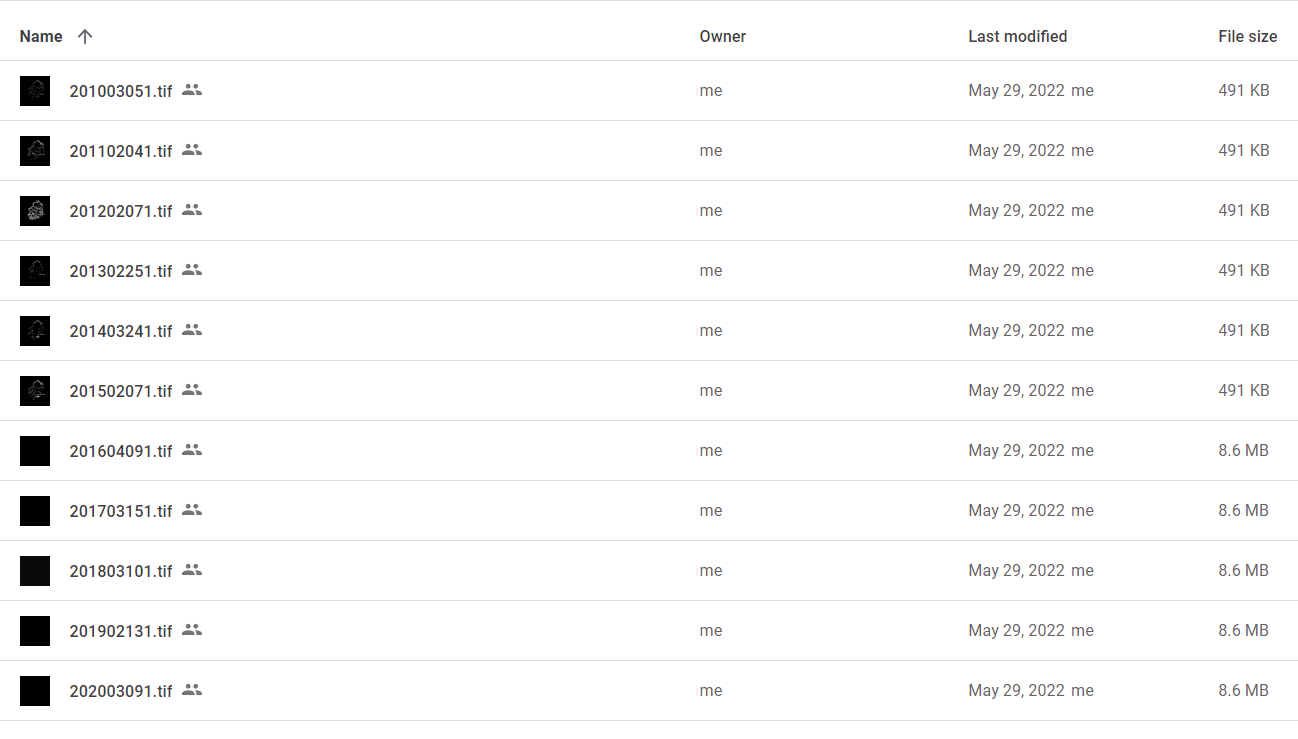 Name Owner Last modified File size
201003051.tif me May 29, 2022 me 491 KB
201102041.tif me May 29, 2022 me 491 KB
201202071.tif me May 29, 2022 me 491 KB
201302251.tif me May 29, 2022 me 491 KB
201403241.tif me May 29, 2022 me 491 KB
201502071.tif me May 29, 2022 me 491 KB
201604091.tif me May 29, 2022 me 8.6 MB
201703151.tif me May 29, 2022 me 8.6 MB
201803101.tif me May 29, 2022 me 8.6 MB
201902131.tif me May 29, 2022 me 8.6 MB
202003091.tif me May 29, 2022 me 8.6 MB